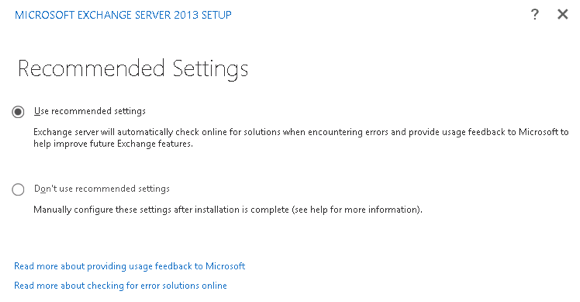 MICROSOFT EXCHANGE SERVER 2013 SETUP ? ✕
Recommended Settings
Use recommended settings
Exchange server will automatically check online for solutions when encountering errors and provide usage feedback to Microsoft to
help improve future Exchange features.
Don't use recommended settings
Manually configure these settings after installation is complete (see help for more information).
Read more about providing usage feedback to Microsoft
Read more about checking for error solutions online